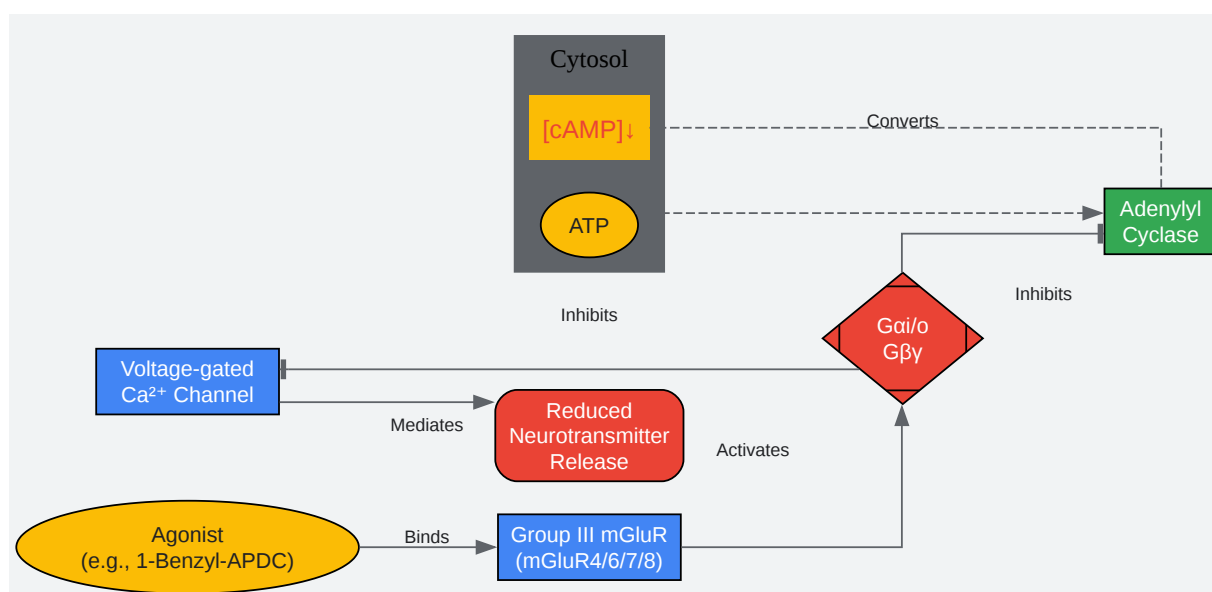 Cytosol
[cAMP]↓
Converts
ATP
Adenylyl
Cyclase
Inhibits
Inhibits
Gαi/o
Gβγ
Voltage-gated
Ca²⁺ Channel
Mediates
Reduced
Neurotransmitter
Release
Activates
Agonist
(e.g., 1-Benzyl-APDC)
Binds
Group III mGluR
(mGluR4/6/7/8)